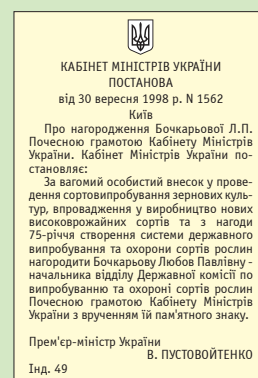 КАБІНЕТ МІНІСТРІВ УКРАЇНИ
ПОСТАНОВА
від 30 вересня 1998 р. N 1562
Київ
Про нагородження Бочкарьової Л.П.
Почесною грамотою Кабінету Міністрів
України. Кабінет Міністрів України по-
становляє:
За вагомий особистий внесок у прове-
дення сортовипробування зернових куль-
тур, впровадження у виробництво нових
високоврожайних сортів та з нагоди
75-річчя створення системи державного
випробування та охорони сортів рослин
нагородити Бочкарьову Любов Павлівну -
начальника відділу Державної комісії по
випробуванню та охороні сортів рослин
Почесною грамотою Кабінету Міністрів
України з врученням їй пам'ятного знаку.
Прем'єр-міністр України
В. ПУСТОВОЙТЕНКО
Інд. 49